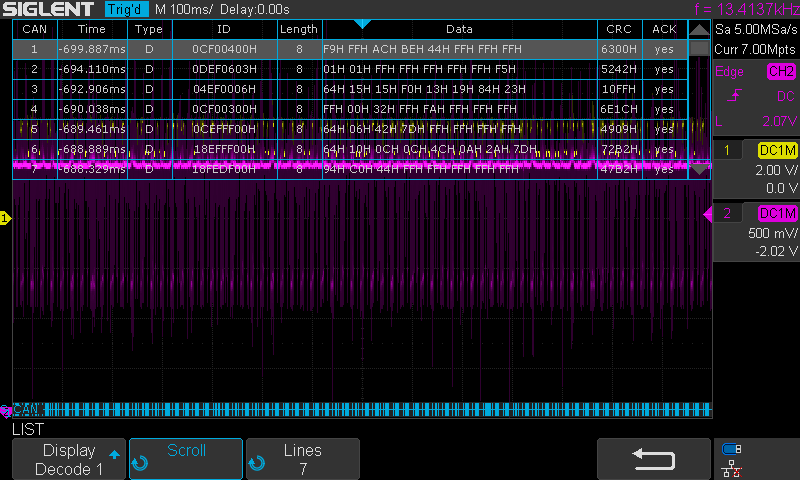 SIGLENT Trig'd M 100ms/ Delay:0.00s f = 13.4137kHz
Sa 5.00MSa/s
Curr 7.00Mpts
CAN Time Type ID Length Data CRC ACK
1 -699.887ms D 0CF00400H 8 F9H FFH ACH BEH 44H FFH FFH FFH 6300H yes
2 -694.110ms D 0DEF0603H 8 01H 01H FFH FFH FFH FFH FFH F5H 5242H yes
3 -692.906ms D 04EF0006H 8 64H 15H 15H F0H 13H 19H 84H 23H 10FFH yes
4 -690.038ms D 0CF00300H 8 FFH 00H 32H FFH FAH FFH FFH FFH 6E1CH yes
5 -689.461ms D 0CEFFF00H 8 64H 06H 42H 7DH FFH FFH FFH FFH 4909H yes
6 -688.889ms D 18EFFF00H 8 64H 10H 0CH 0CH 4CH 0AH 2AH 7DH 72B2H yes
7 -688.329ms D 18FEDF00H 8 94H C0H 44H FFH FFH FFH FFH FFH 47B2H yes
Edge CH2
DC
L 2.07V
1 DC1M
2.00 V/
0.0 V
2 DC1M
500 mV/
-2.02 V
1
CAN
LIST
Display
Decode 1
Scroll
Lines
7